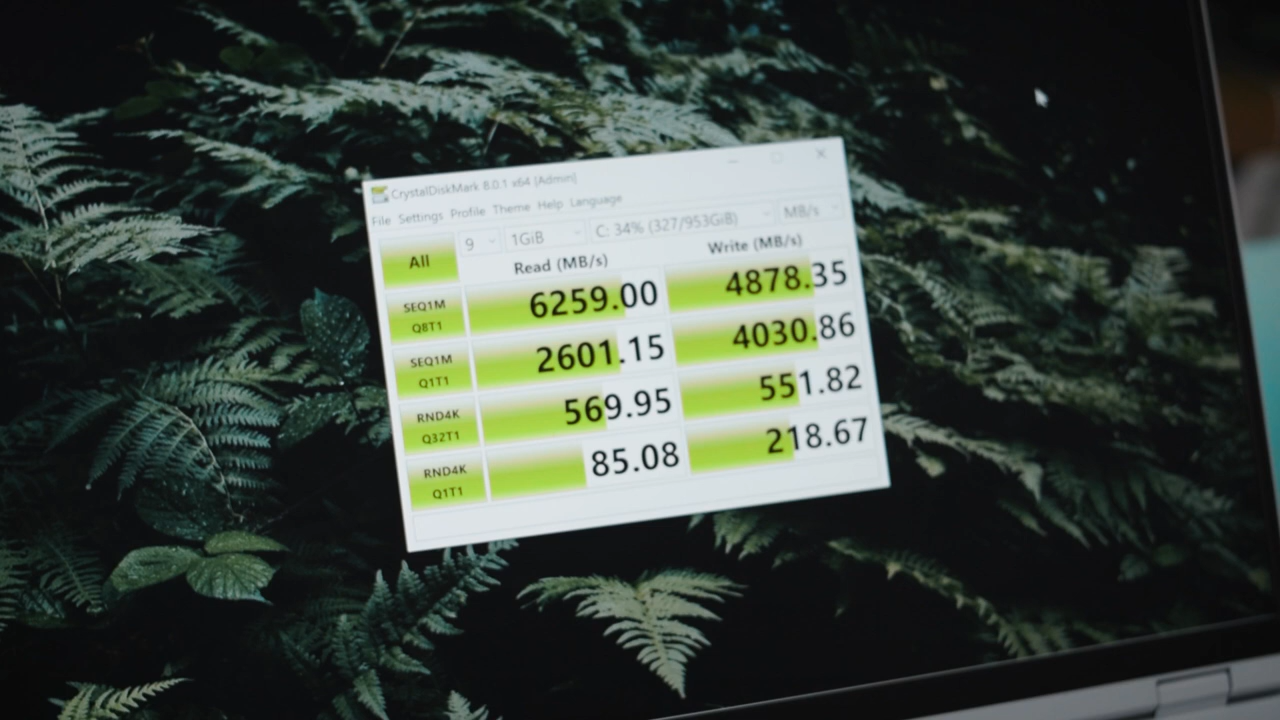 CrystalDiskMark 8.0.1 x64 [Admin]
File Settings Profile Theme Help Language
All 9 1GiB C: 34% (327/953GiB) MB/s
Read (MB/s) Write (MB/s)
SEQ1M Q8T1 6259.00 4878.35
SEQ1M Q1T1 2601.15 4030.86
RND4K Q32T1 569.95 551.82
RND4K Q1T1 85.08 218.67